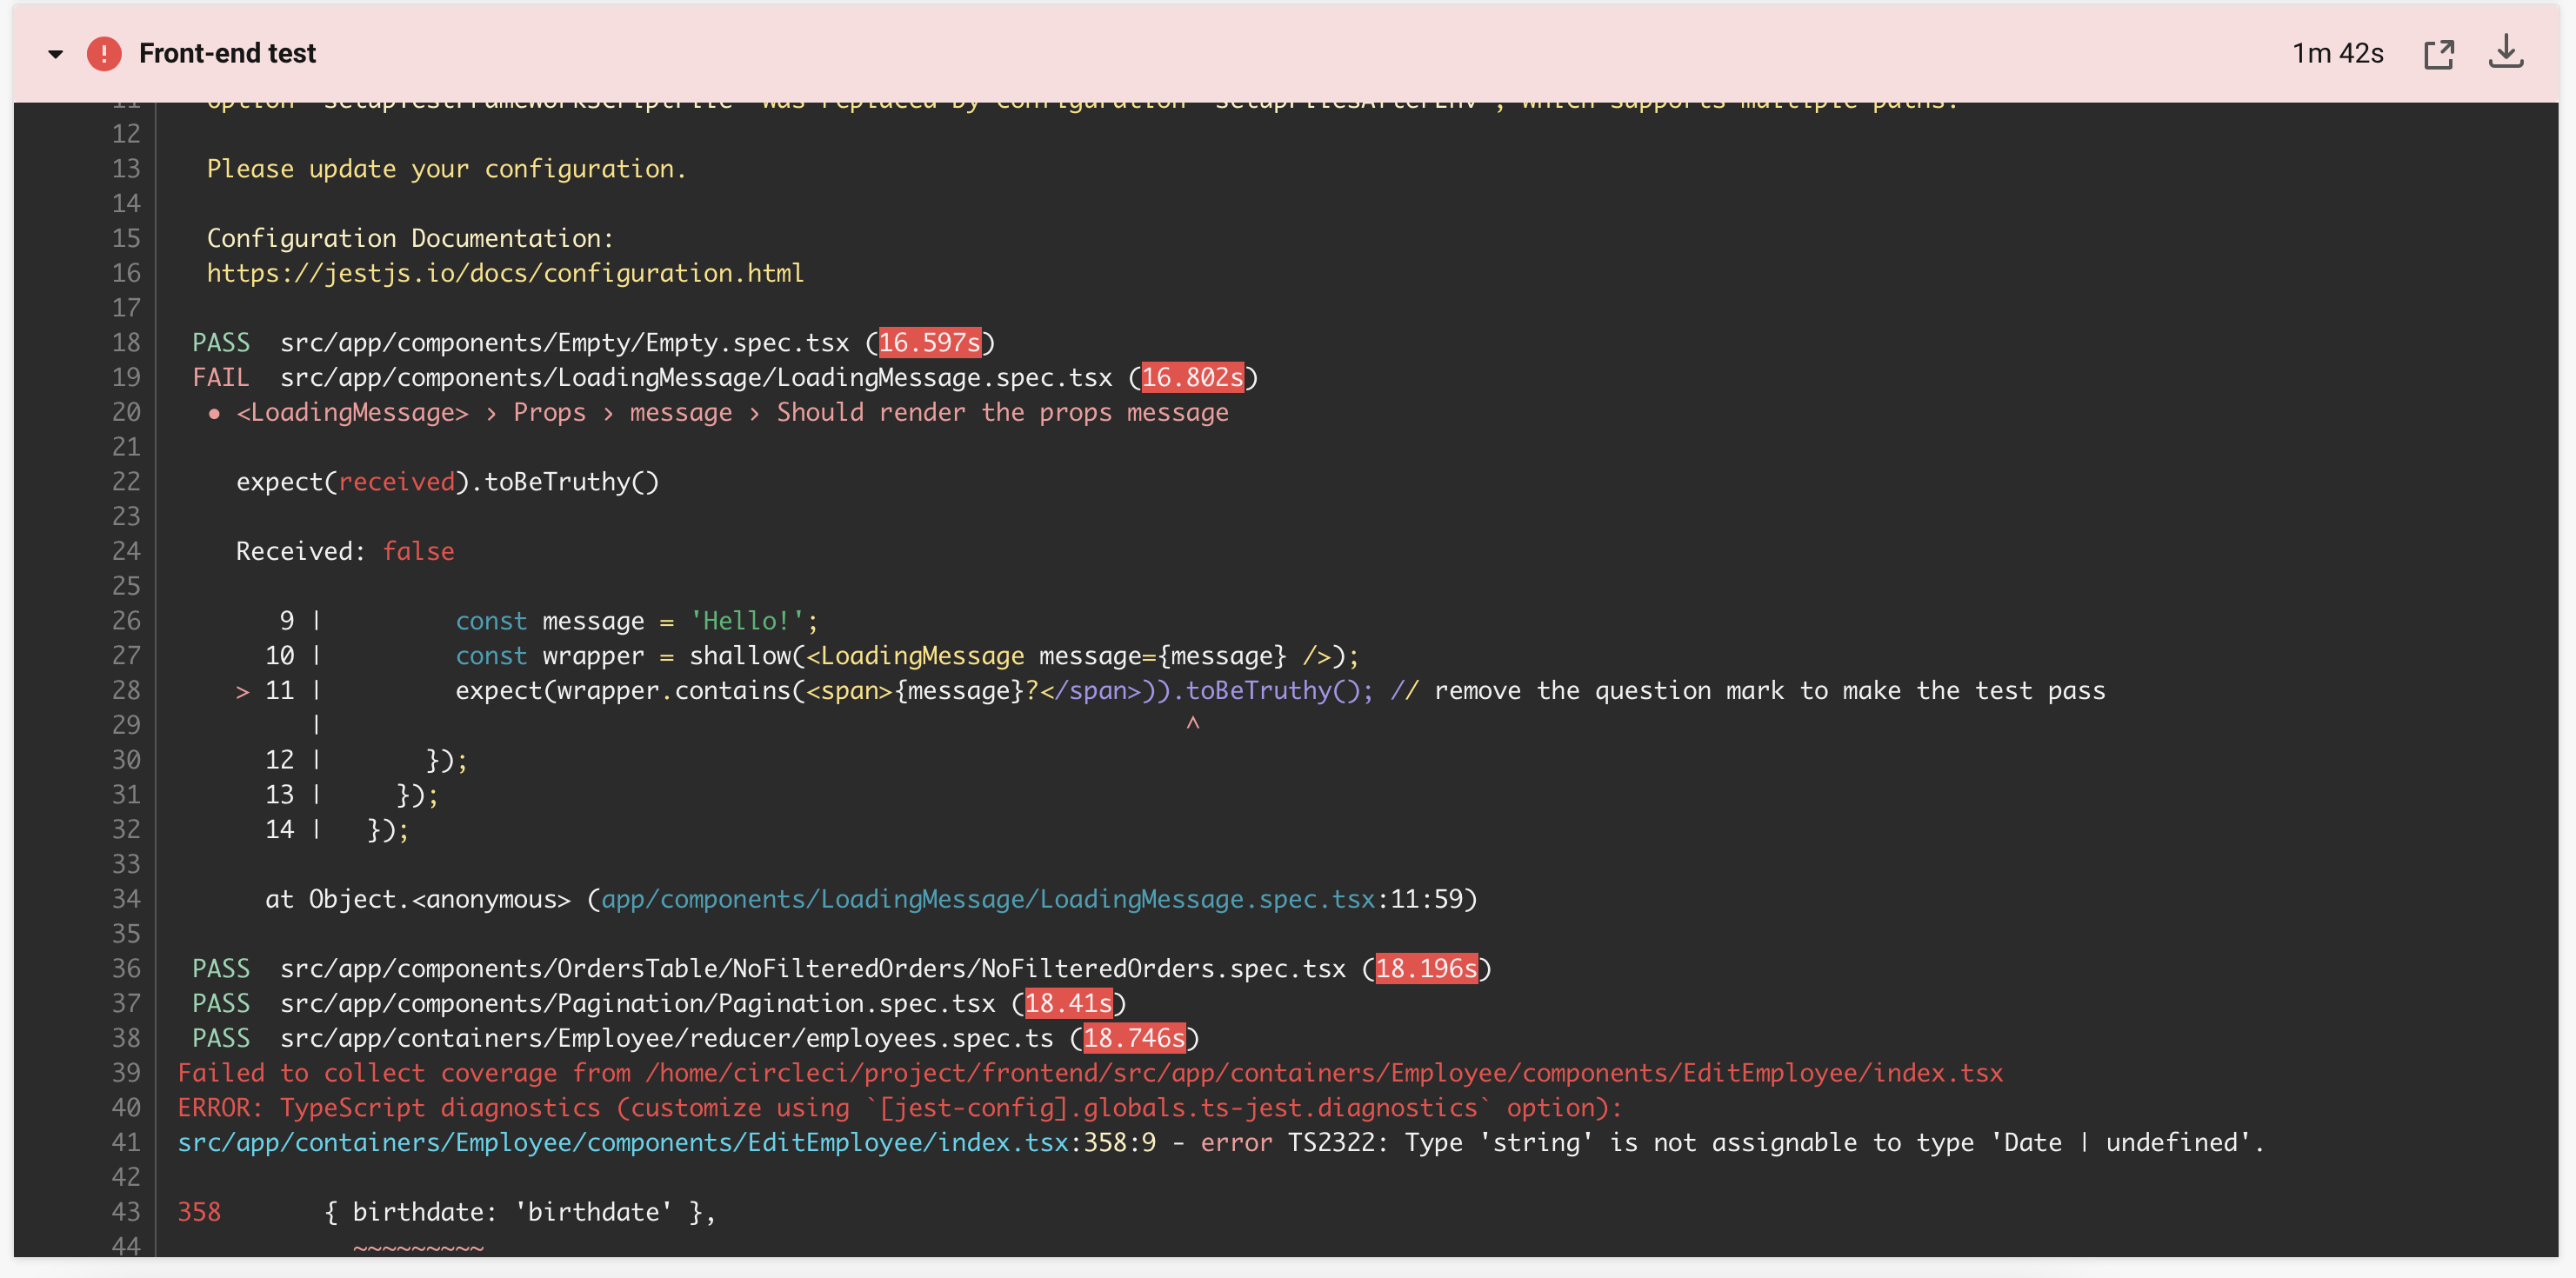 Front-end test 1m 42s
11 option "setupTestFrameworkScriptFile" was replaced by configuration "setupFilesAfterEnv", which supports multiple paths.
12
13 Please update your configuration.
14
15 Configuration Documentation:
16 https://jestjs.io/docs/configuration.html
17
18 PASS src/app/components/Empty/Empty.spec.tsx (16.597s)
19 FAIL src/app/components/LoadingMessage/LoadingMessage.spec.tsx (16.802s)
20 ● <LoadingMessage> › Props › message › Should render the props message
21
22 expect(received).toBeTruthy()
23
24 Received: false
25
26 9 | const message = 'Hello!';
27 10 | const wrapper = shallow(<LoadingMessage message={message} />);
28 > 11 | expect(wrapper.contains(<span>{message}?</span>)).toBeTruthy(); // remove the question mark to make the test pass
29 | ^
30 12 | });
31 13 | });
32 14 | });
33
34 at Object.<anonymous> (app/components/LoadingMessage/LoadingMessage.spec.tsx:11:59)
35
36 PASS src/app/components/OrdersTable/NoFilteredOrders/NoFilteredOrders.spec.tsx (18.196s)
37 PASS src/app/components/Pagination/Pagination.spec.tsx (18.41s)
38 PASS src/app/containers/Employee/reducer/employees.spec.ts (18.746s)
39 Failed to collect coverage from /home/circleci/project/frontend/src/app/containers/Employee/components/EditEmployee/index.tsx
40 ERROR: TypeScript diagnostics (customize using `[jest-config].globals.ts-jest.diagnostics` option):
41 src/app/containers/Employee/components/EditEmployee/index.tsx:358:9 - error TS2322: Type 'string' is not assignable to type 'Date | undefined'.
42
43 358 { birthdate: 'birthdate' },
44 ~~~~~~~~~